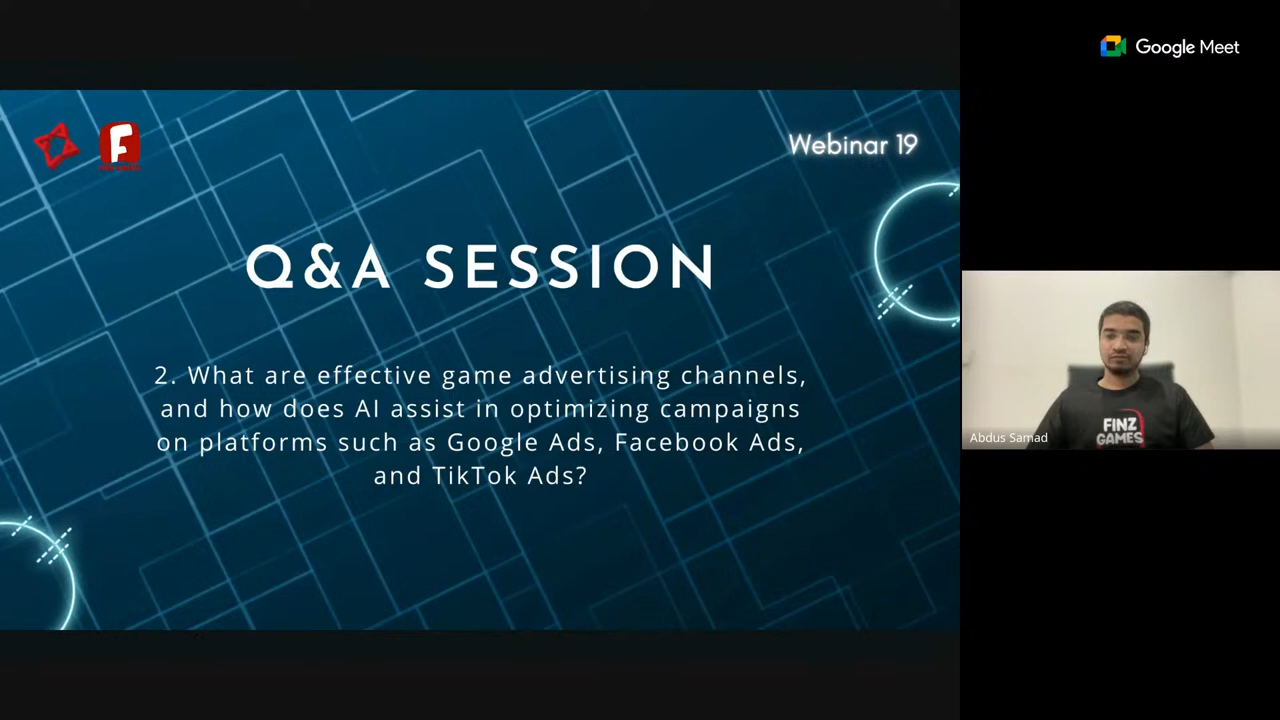 Google Meet
Webinar 19
F
Q&A SESSION
2. What are effective game advertising channels,
and how does AI assist in optimizing campaigns
on platforms such as Google Ads, Facebook Ads,
and TikTok Ads?
FINZ
GAMES
Abdus Samad